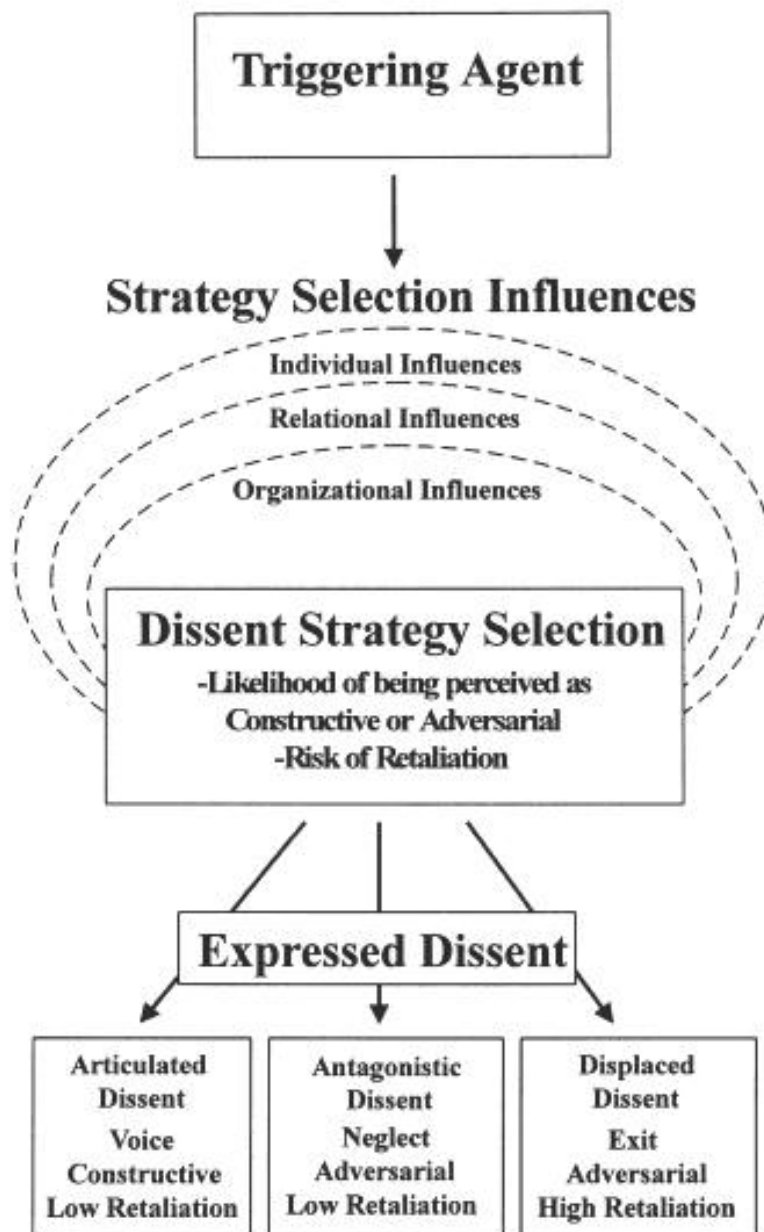 Triggering Agent
Strategy Selection Influences
Individual Influences
Relational Influences
Organizational Influences
Dissent Strategy Selection
-Likelihood of being perceived as
Constructive or Adversarial
-Risk of Retaliation
Expressed Dissent
Articulated
Dissent
Voice
Constructive
Low Retaliation
Antagonistic
Dissent
Neglect
Adversarial
Low Retaliation
Displaced
Dissent
Exit
Adversarial
High Retaliation